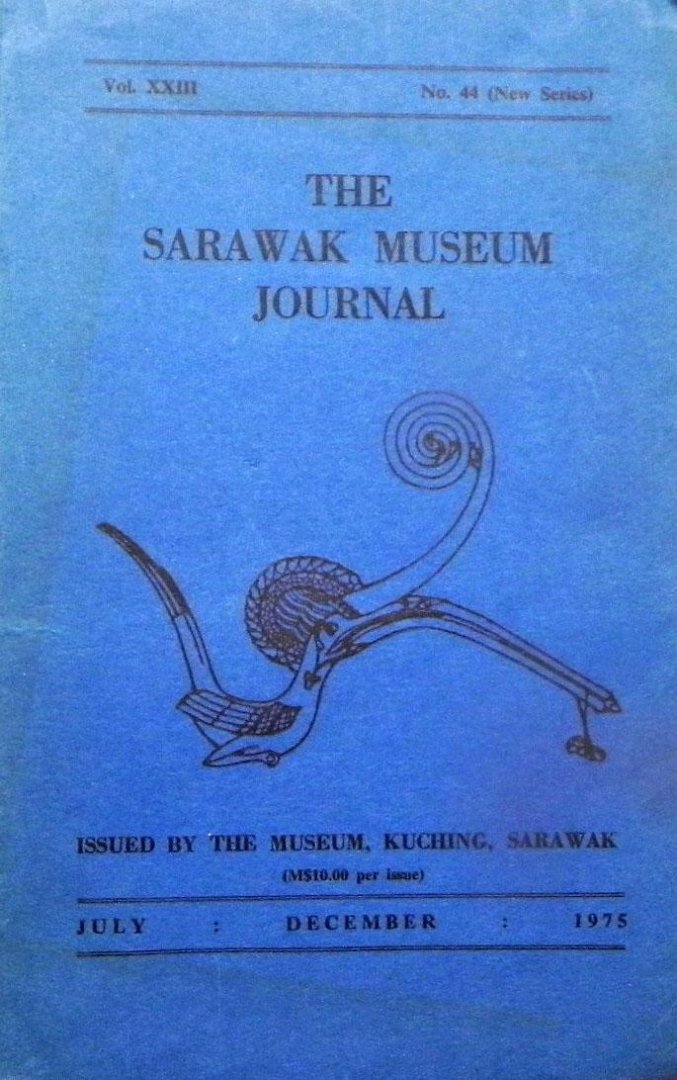 Vol. XXIII No. 44 (New Series)
THE
SARAWAK MUSEUM
JOURNAL
ISSUED BY THE MUSEUM, KUCHING, SARAWAK
(M$10.00 per issue)
JULY : DECEMBER : 1975